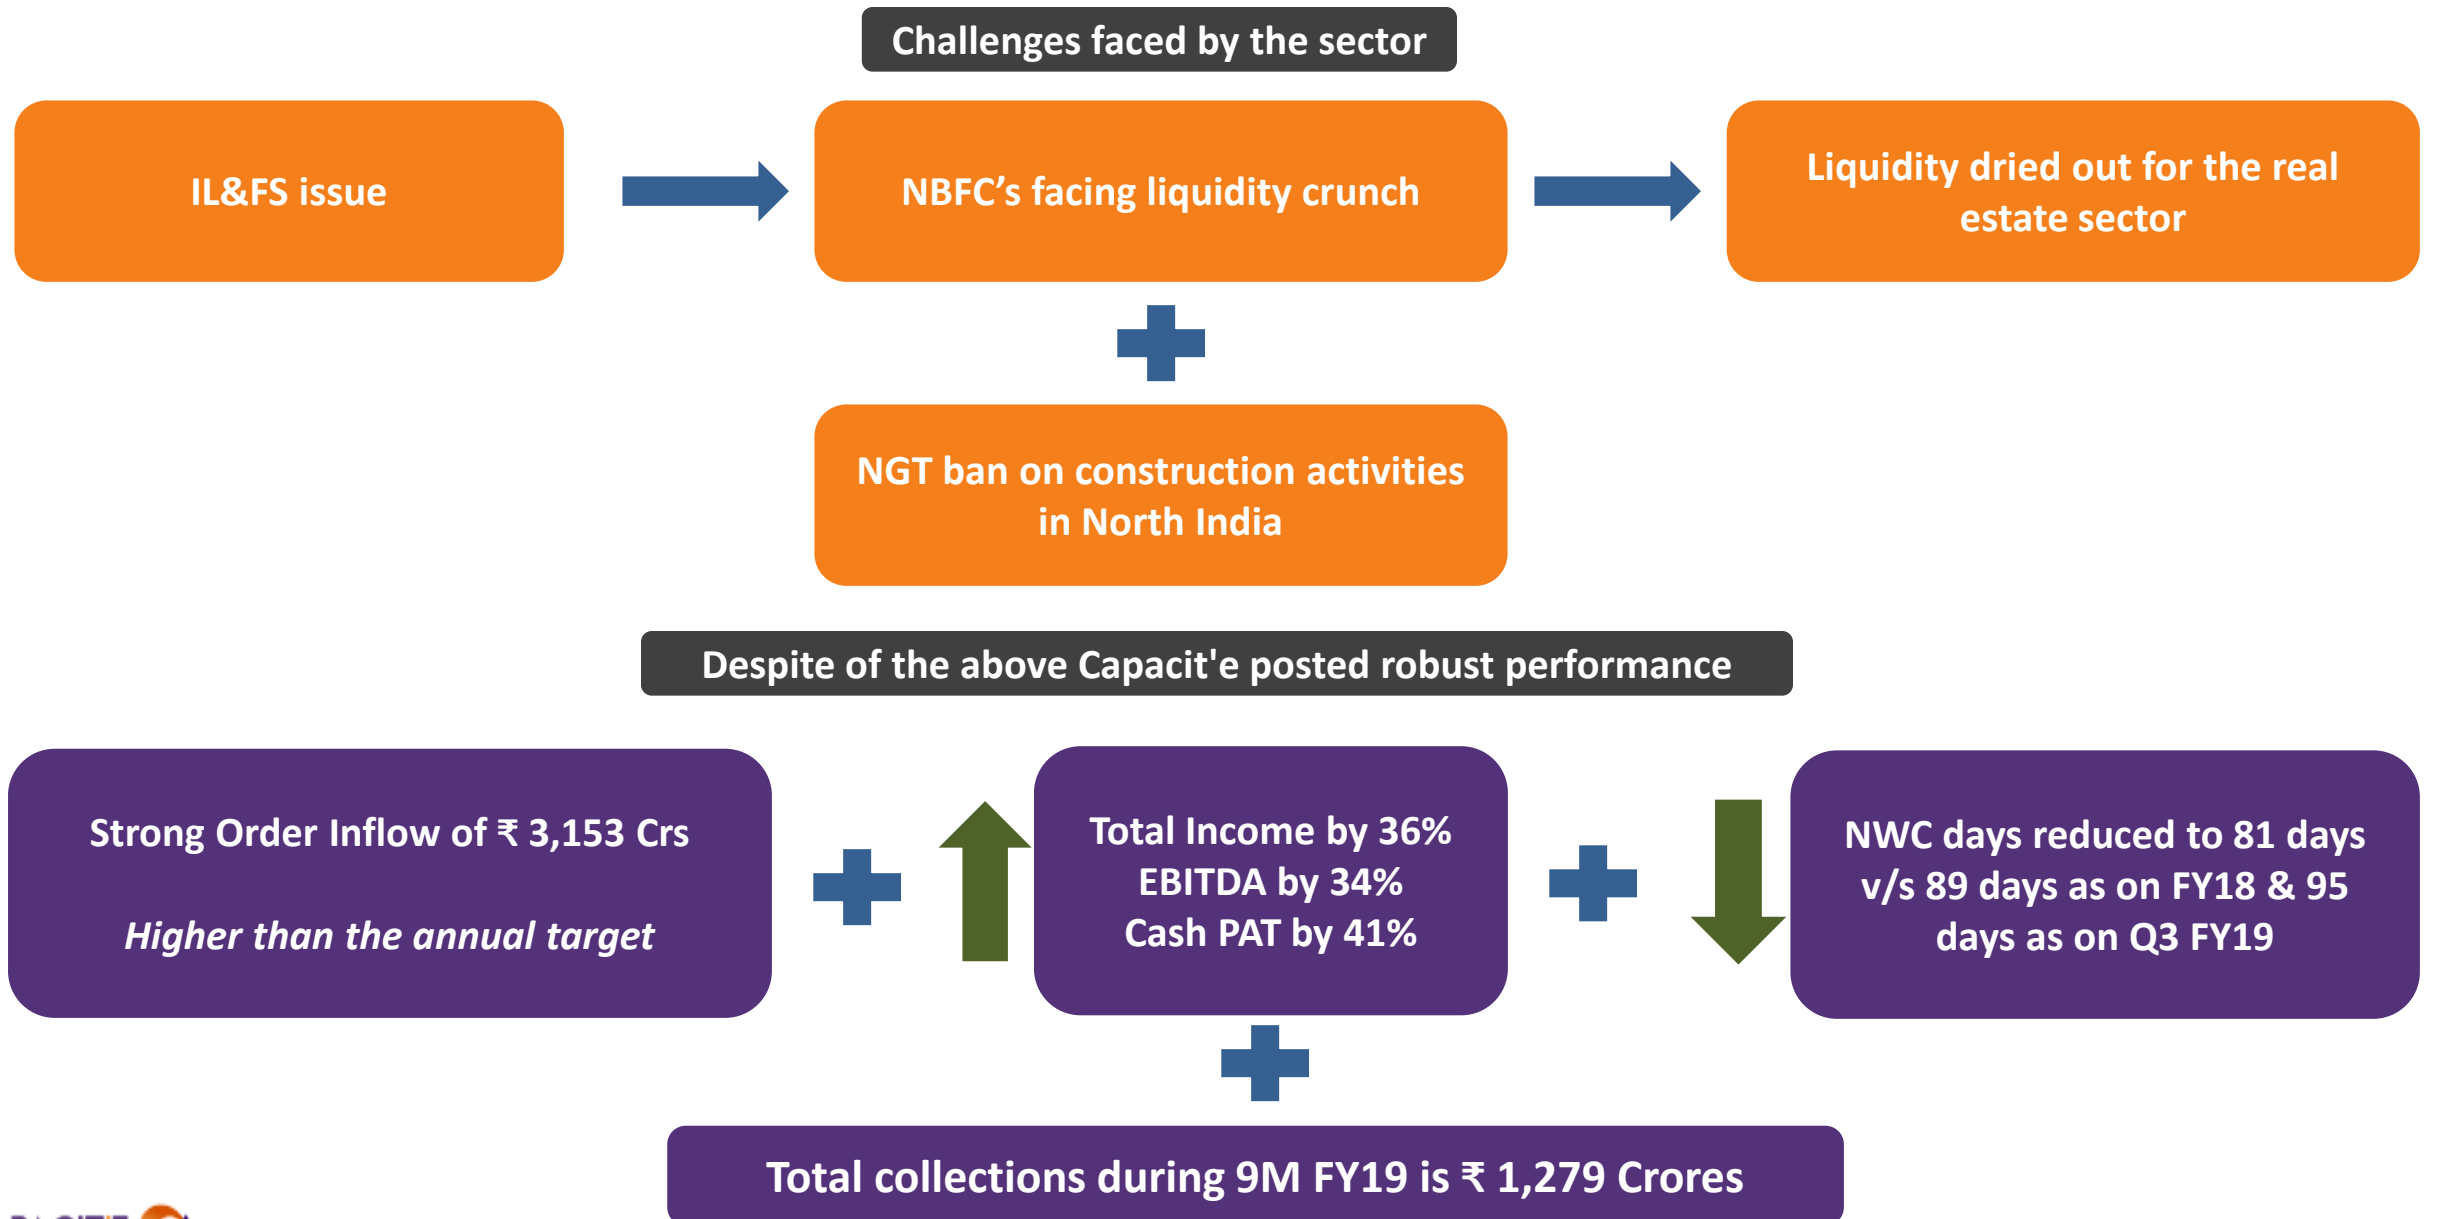 Challenges faced by the sector
IL&FS issue
NBFC’s facing liquidity crunch
Liquidity dried out for the real
estate sector
NGT ban on construction activities
in North India
Despite of the above Capacit'e posted robust performance
Strong Order Inflow of ₹ 3,153 Crs
Higher than the annual target
Total Income by 36%
EBITDA by 34%
Cash PAT by 41%
NWC days reduced to 81 days
v/s 89 days as on FY18 & 95
days as on Q3 FY19
Total collections during 9M FY19 is ₹ 1,279 Crores